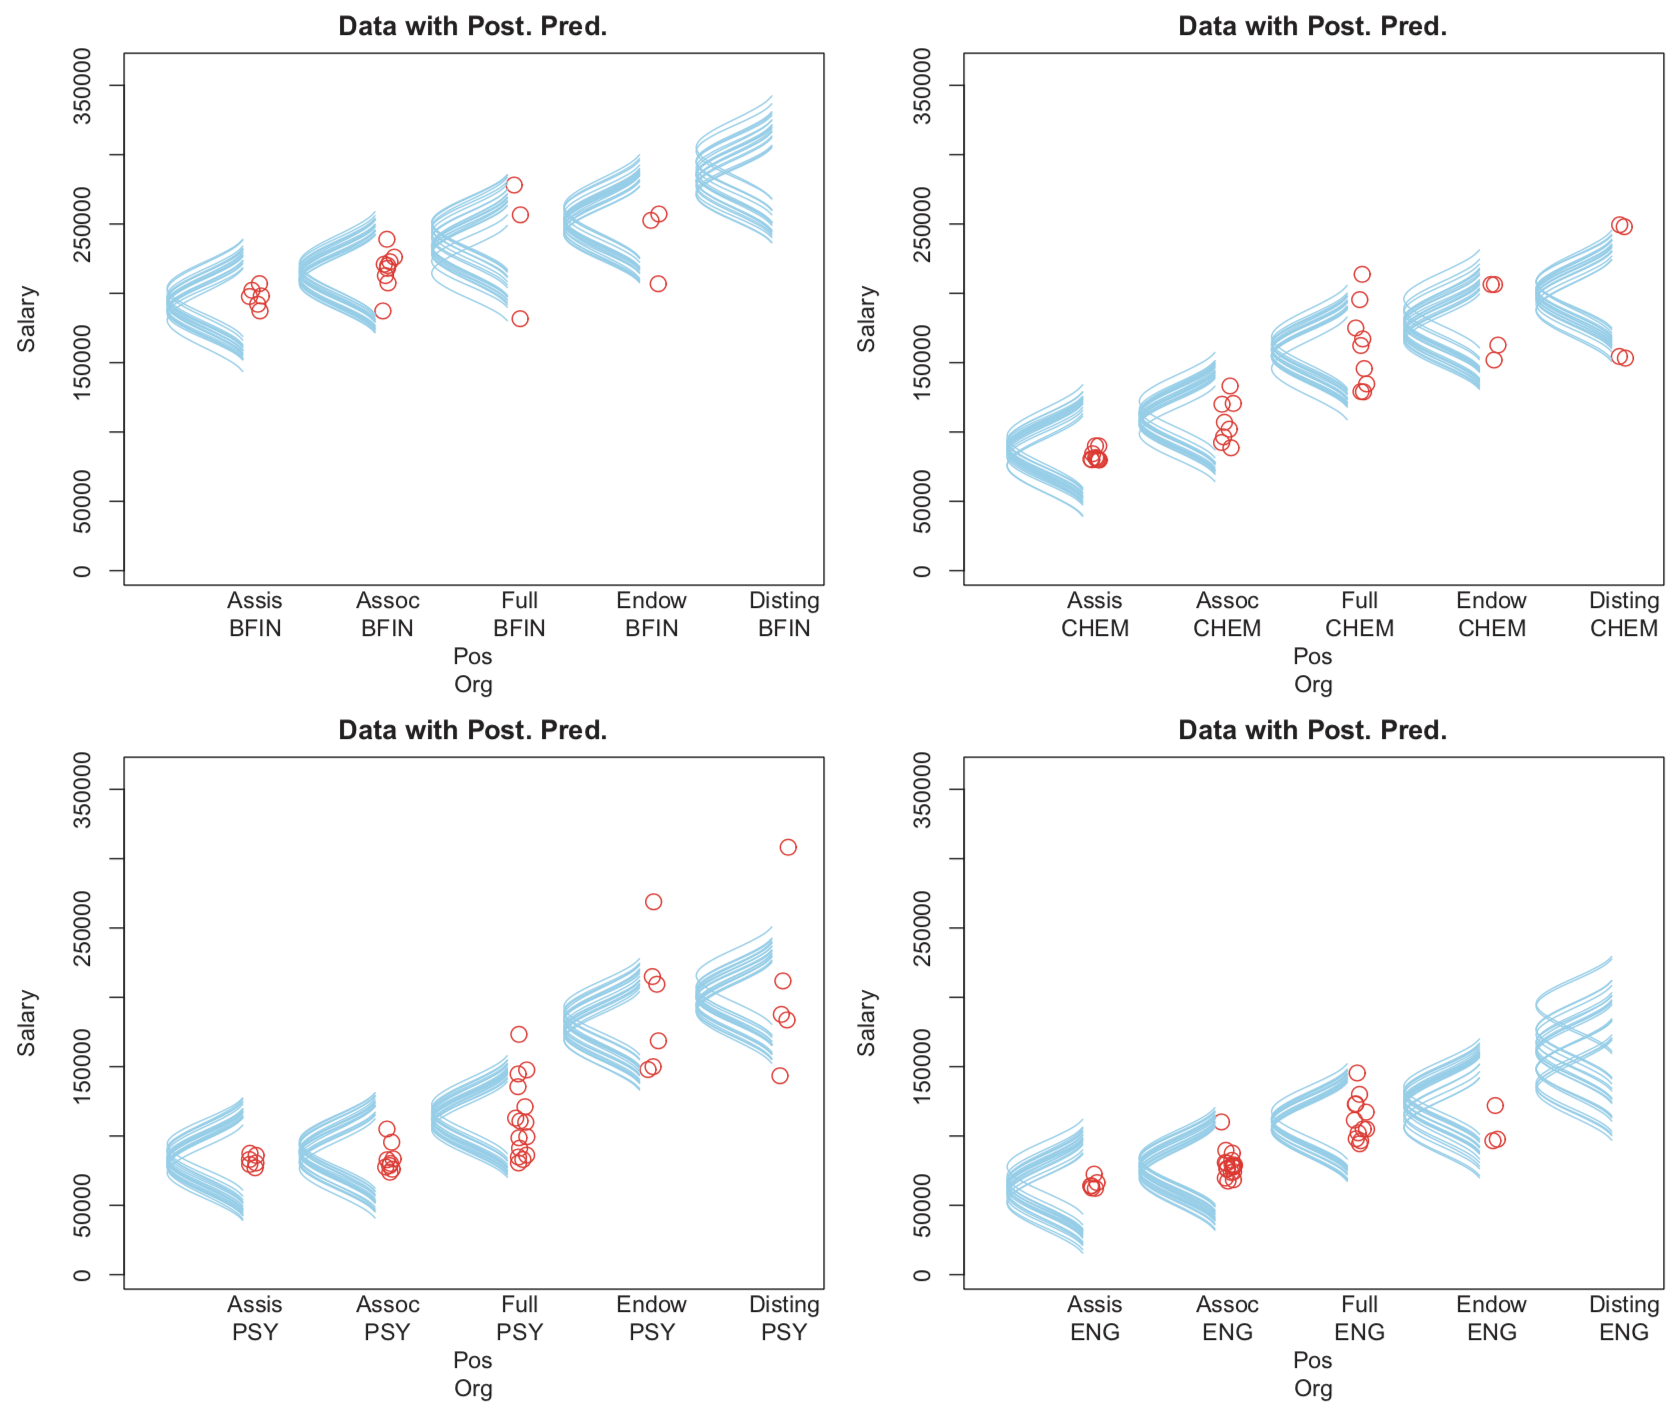 Data with Post. Pred.
Salary
350000
250000
150000
50000
0
Assis Assoc Full Endow Disting
BFIN BFIN BFIN BFIN BFIN
Pos
Org
Data with Post. Pred.
Salary
350000
250000
150000
50000
0
Assis Assoc Full Endow Disting
CHEM CHEM CHEM CHEM CHEM
Pos
Org
Data with Post. Pred.
Salary
350000
250000
150000
50000
0
Assis Assoc Full Endow Disting
PSY PSY PSY PSY PSY
Pos
Org
Data with Post. Pred.
Salary
350000
250000
150000
50000
0
Assis Assoc Full Endow Disting
ENG ENG ENG ENG ENG
Pos
Org